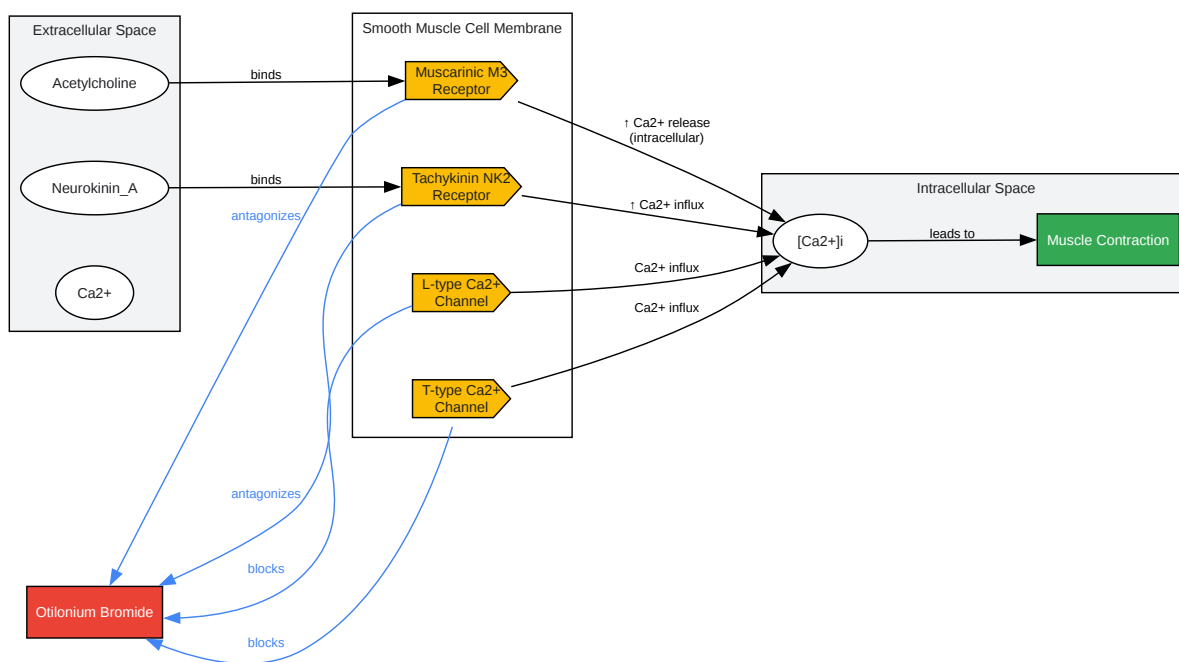 Extracellular Space
Smooth Muscle Cell Membrane
Acetylcholine
binds
Muscarinic M3
Receptor
↑ Ca2+ release
(intracellular)
Neurokinin_A
binds
Tachykinin NK2
Receptor
Intracellular Space
antagonizes
↑ Ca2+ influx
[Ca2+]i
leads to
Muscle Contraction
Ca2+
L-type Ca2+
Channel
Ca2+ influx
Ca2+ influx
T-type Ca2+
Channel
antagonizes
blocks
Otilonium Bromide
blocks